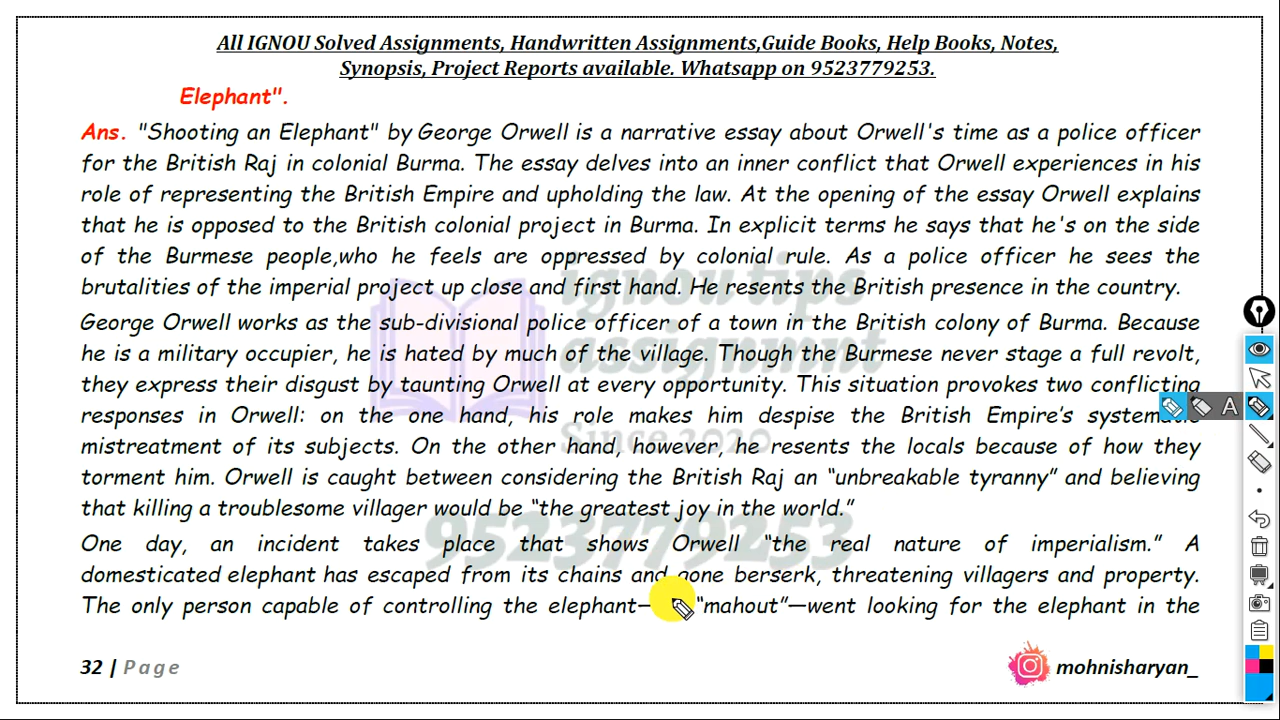 All IGNOU Solved Assignments, Handwritten Assignments,Guide Books, Help Books, Notes,
Synopsis, Project Reports available. Whatsapp on 9523779253.
Elephant".
Ans. "Shooting an Elephant" by George Orwell is a narrative essay about Orwell's time as a police officer
for the British Raj in colonial Burma. The essay delves into an inner conflict that Orwell experiences in his
role of representing the British Empire and upholding the law. At the opening of the essay Orwell explains
that he is opposed to the British colonial project in Burma. In explicit terms he says that he's on the side
of the Burmese people,who he feels are oppressed by colonial rule. As a police officer he sees the
brutalities of the imperial project up close and first hand. He resents the British presence in the country.
George Orwell works as the sub-divisional police officer of a town in the British colony of Burma. Because
he is a military occupier, he is hated by much of the village. Though the Burmese never stage a full revolt,
they express their disgust by taunting Orwell at every opportunity. This situation provokes two conflicting
responses in Orwell: on the one hand, his role makes him despise the British Empire’s systematic
mistreatment of its subjects. On the other hand, however, he resents the locals because of how they
torment him. Orwell is caught between considering the British Raj an “unbreakable tyranny” and believing
that killing a troublesome villager would be “the greatest joy in the world.”
One day, an incident takes place that shows Orwell “the real nature of imperialism.” A
domesticated elephant has escaped from its chains and gone berserk, threatening villagers and property.
The only person capable of controlling the elephant— “mahout”—went looking for the elephant in the
ignou tips
assignmnt
Since 2020
9523779253
A
32 | Page
mohnisharyan_